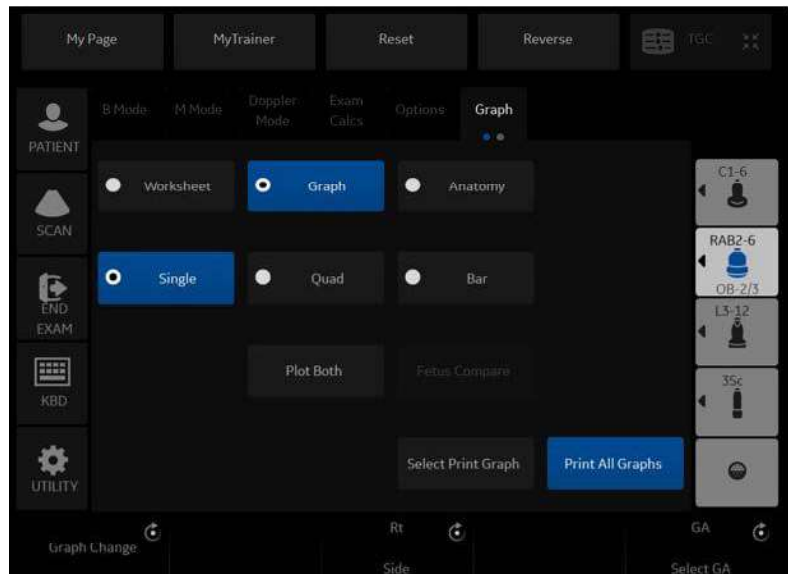 My Page
MyTrainer
Reset
Reverse
TGC
PATIENT
B Mode
M Mode
Doppler
Mode
Exam
Calcs
Options
Graph
SCAN
END
EXAM
KBD
UTILITY
Worksheet
Graph
Anatomy
Single
Quad
Bar
Plot Both
Fetus Compare
Select Print Graph
Print All Graphs
C1-6
RAB2-6
OB-2/3
L3-12
3Sc
Graph Change
Rt
Side
GA
Select GA